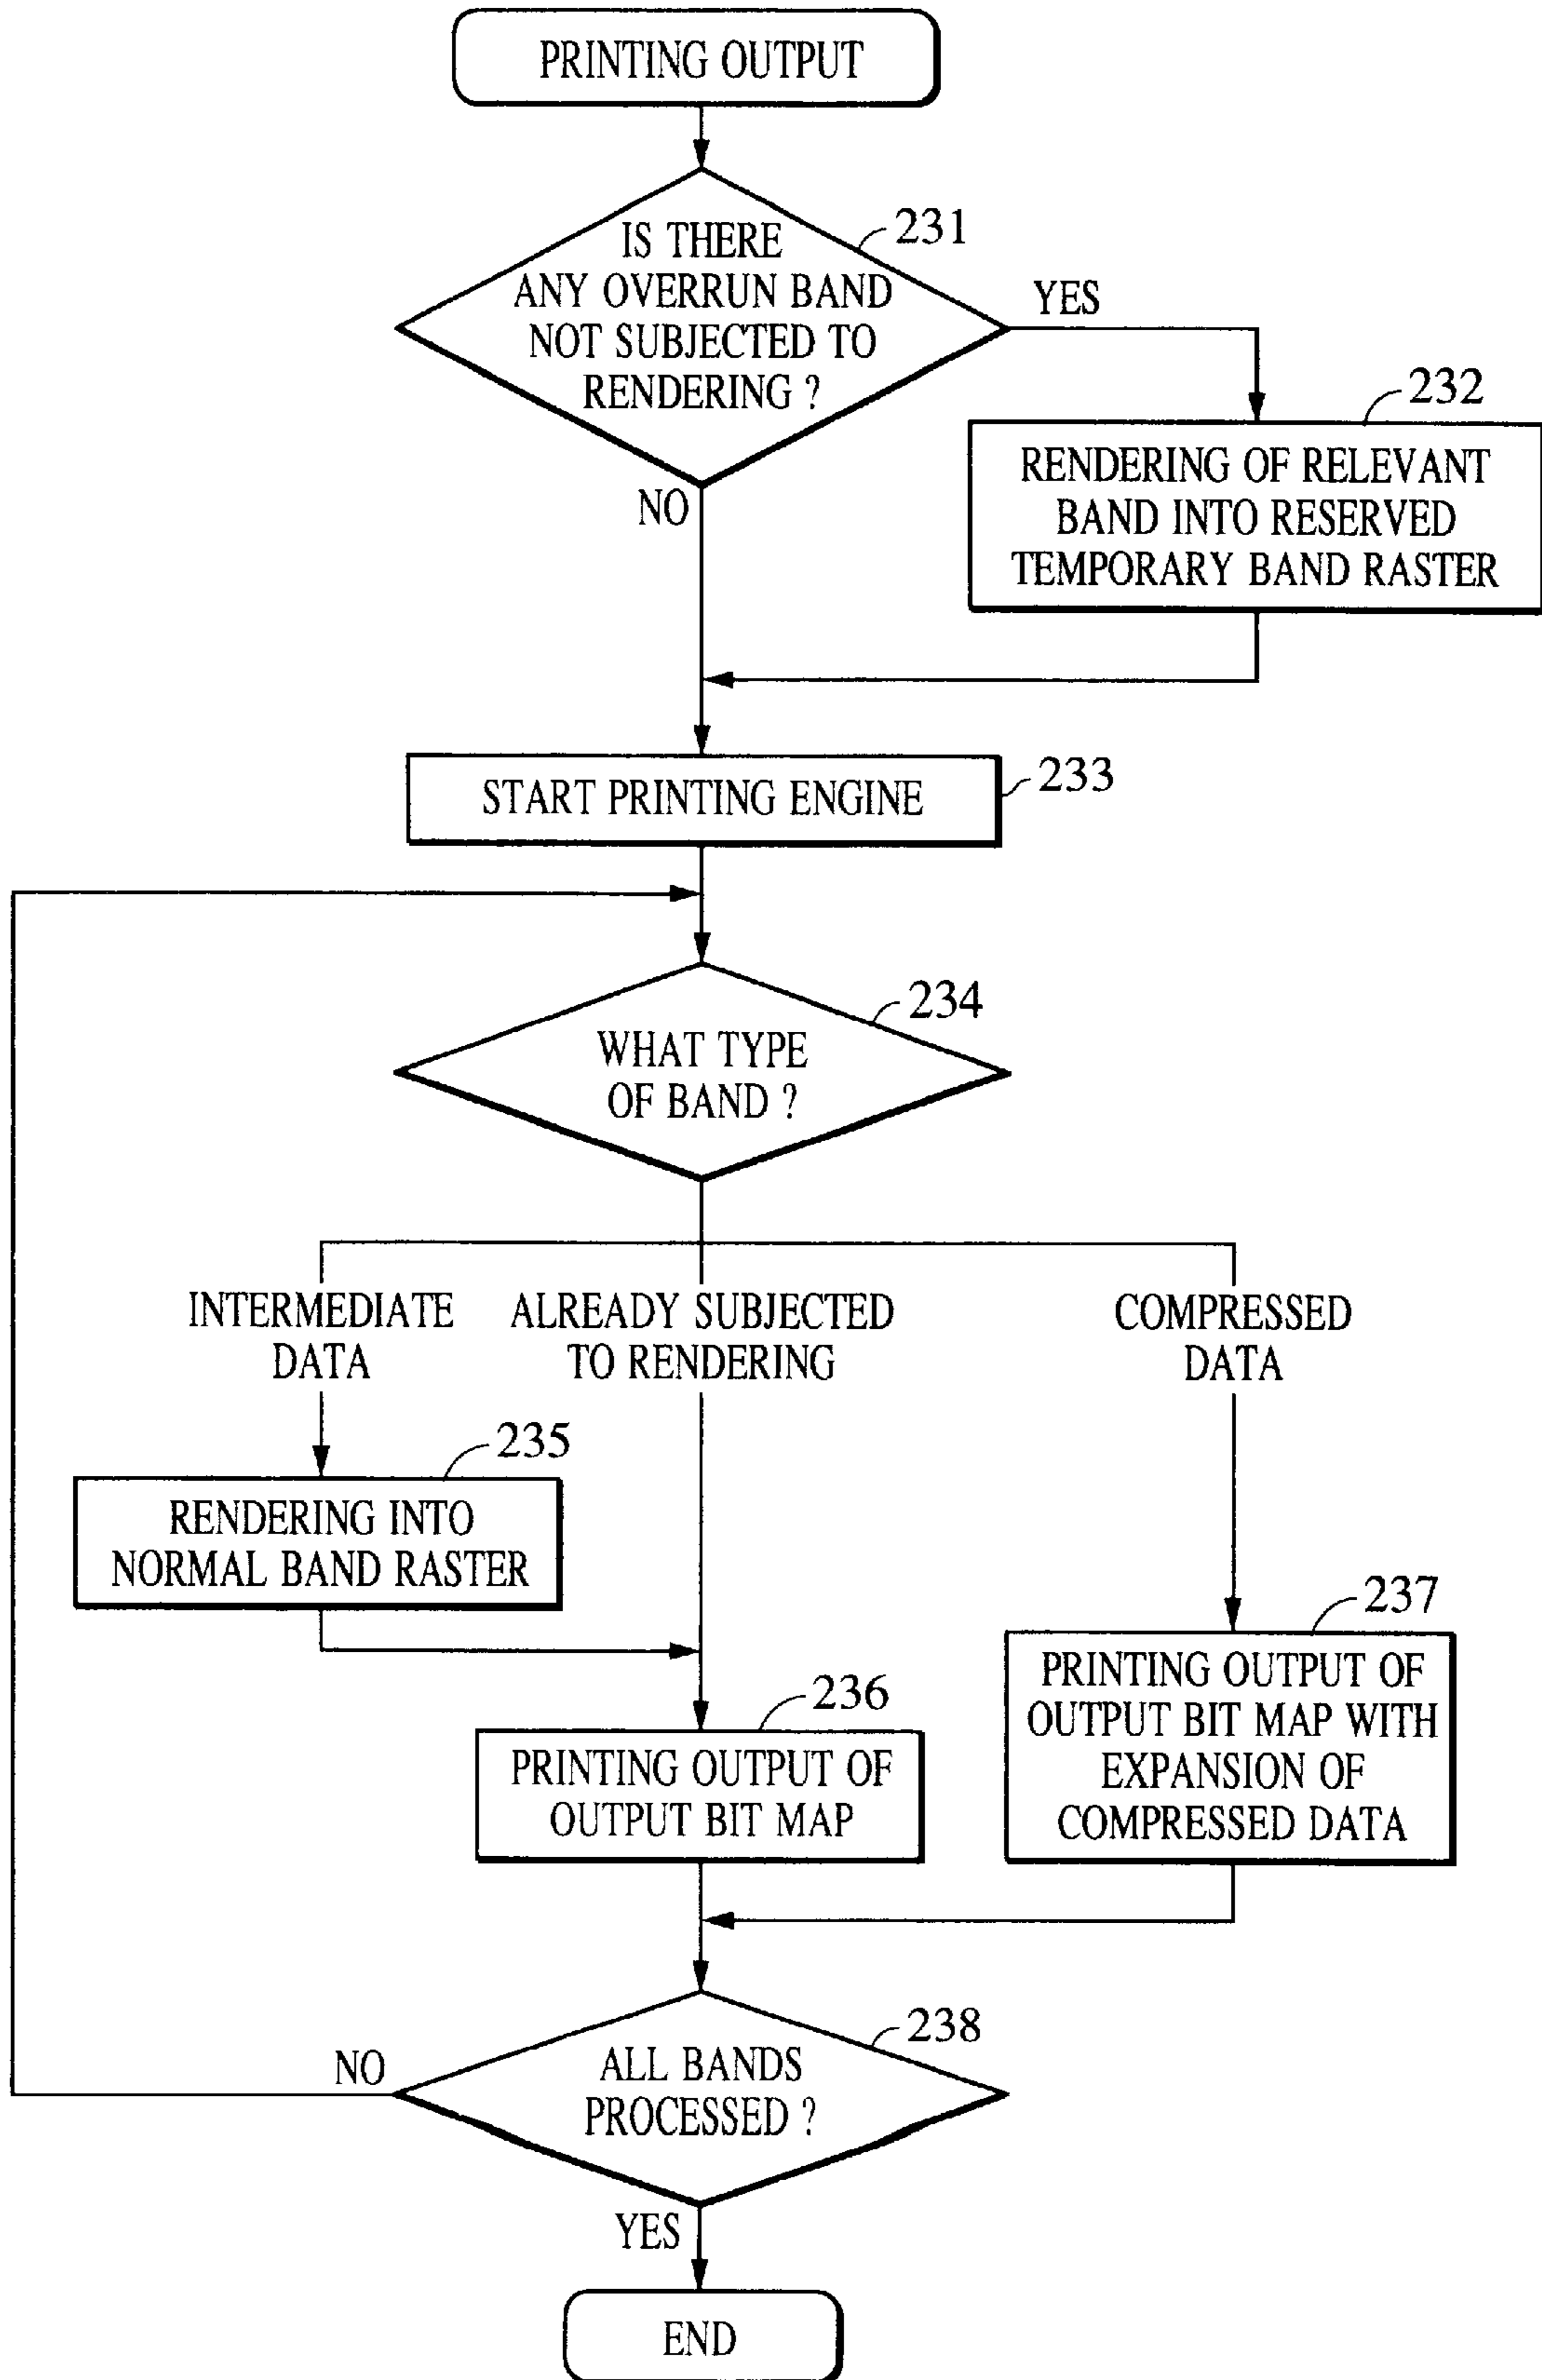 PRINTING OUTPUT
231
IS THERE
ANY OVERRUN BAND
NOT SUBJECTED TO
RENDERING ?
YES
NO
232
RENDERING OF RELEVANT
BAND INTO RESERVED
TEMPORARY BAND RASTER
START PRINTING ENGINE
233
234
WHAT TYPE
OF BAND ?
INTERMEDIATE
DATA
ALREADY SUBJECTED
TO RENDERING
COMPRESSED
DATA
235
RENDERING INTO
NORMAL BAND RASTER
236
PRINTING OUTPUT OF
OUTPUT BIT MAP
237
PRINTING OUTPUT OF
OUTPUT BIT MAP WITH
EXPANSION OF
COMPRESSED DATA
238
ALL BANDS
PROCESSED ?
NO
YES
END